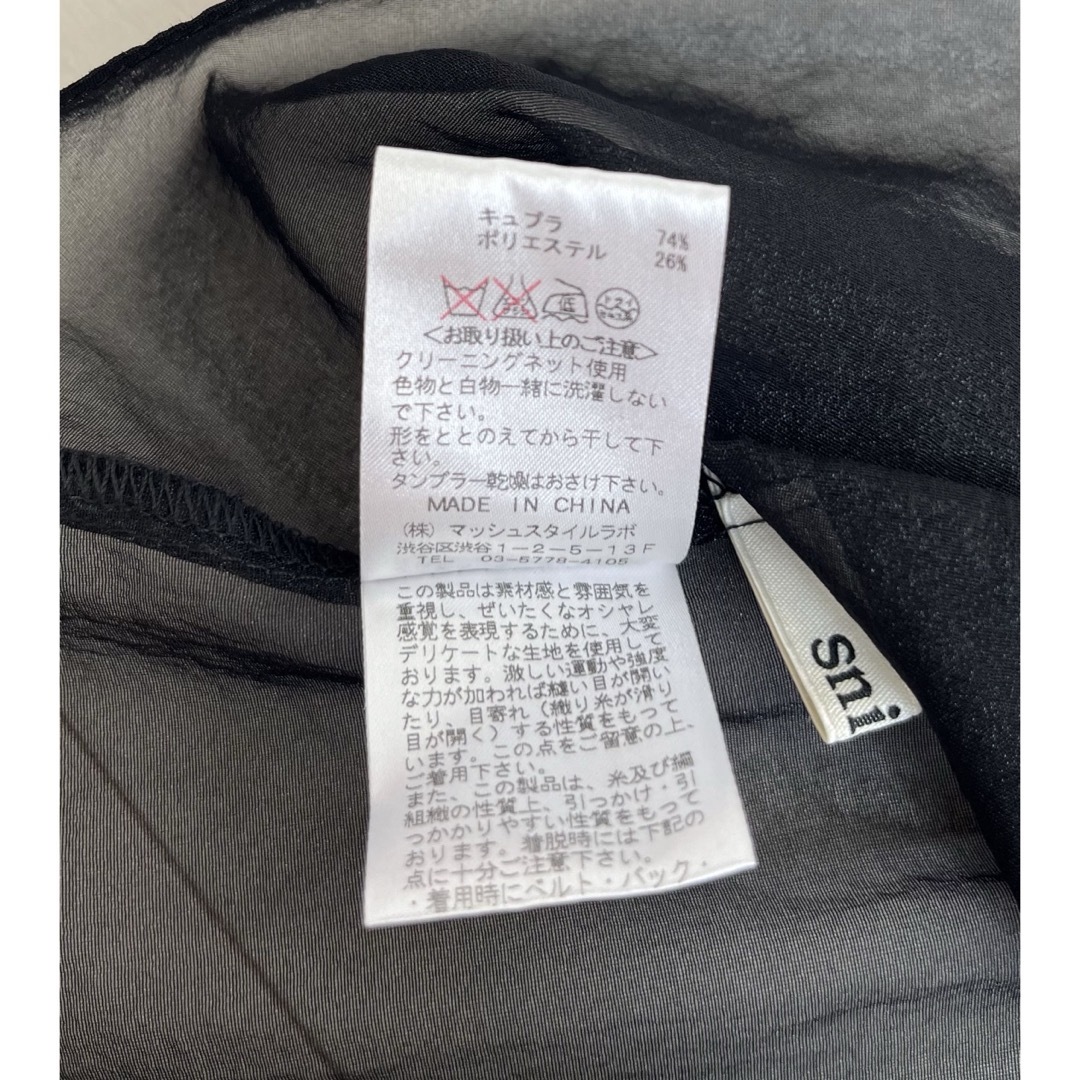 キュプラ 74%
ポリエステル 26%
低
ドライ
<お取り扱い上のご注意>
クリーニングネット使用
色物と白物一緒に洗濯しない
で下さい。
形をととのえてから干して下
さい。
タンブラー乾燥はおさけ下さい。
MADE IN CHINA
(株) マッシュスタイルラボ
渋谷区渋谷1-2-5-13F
TEL 03-5778-4105
この製品は素材感と雰囲気を
重視し、ぜいたくなオシャレ
感覚を表現するために、大変
デリケートな生地を使用して
おります。激しい運動や強度
な力が加われば縫い目が開い
たり、目寄れ(織り糸が滑り
目が開く)する性質をもって
います。この点をご留意の上、
ご着用下さい。
また、この製品は、糸及び編
組織の性質上、引っかけ・引
っかかりやすい性質をもって
おります。着脱時には下記の
点に十分ご注意下さい。
・着用時にベルト・バック・
sni